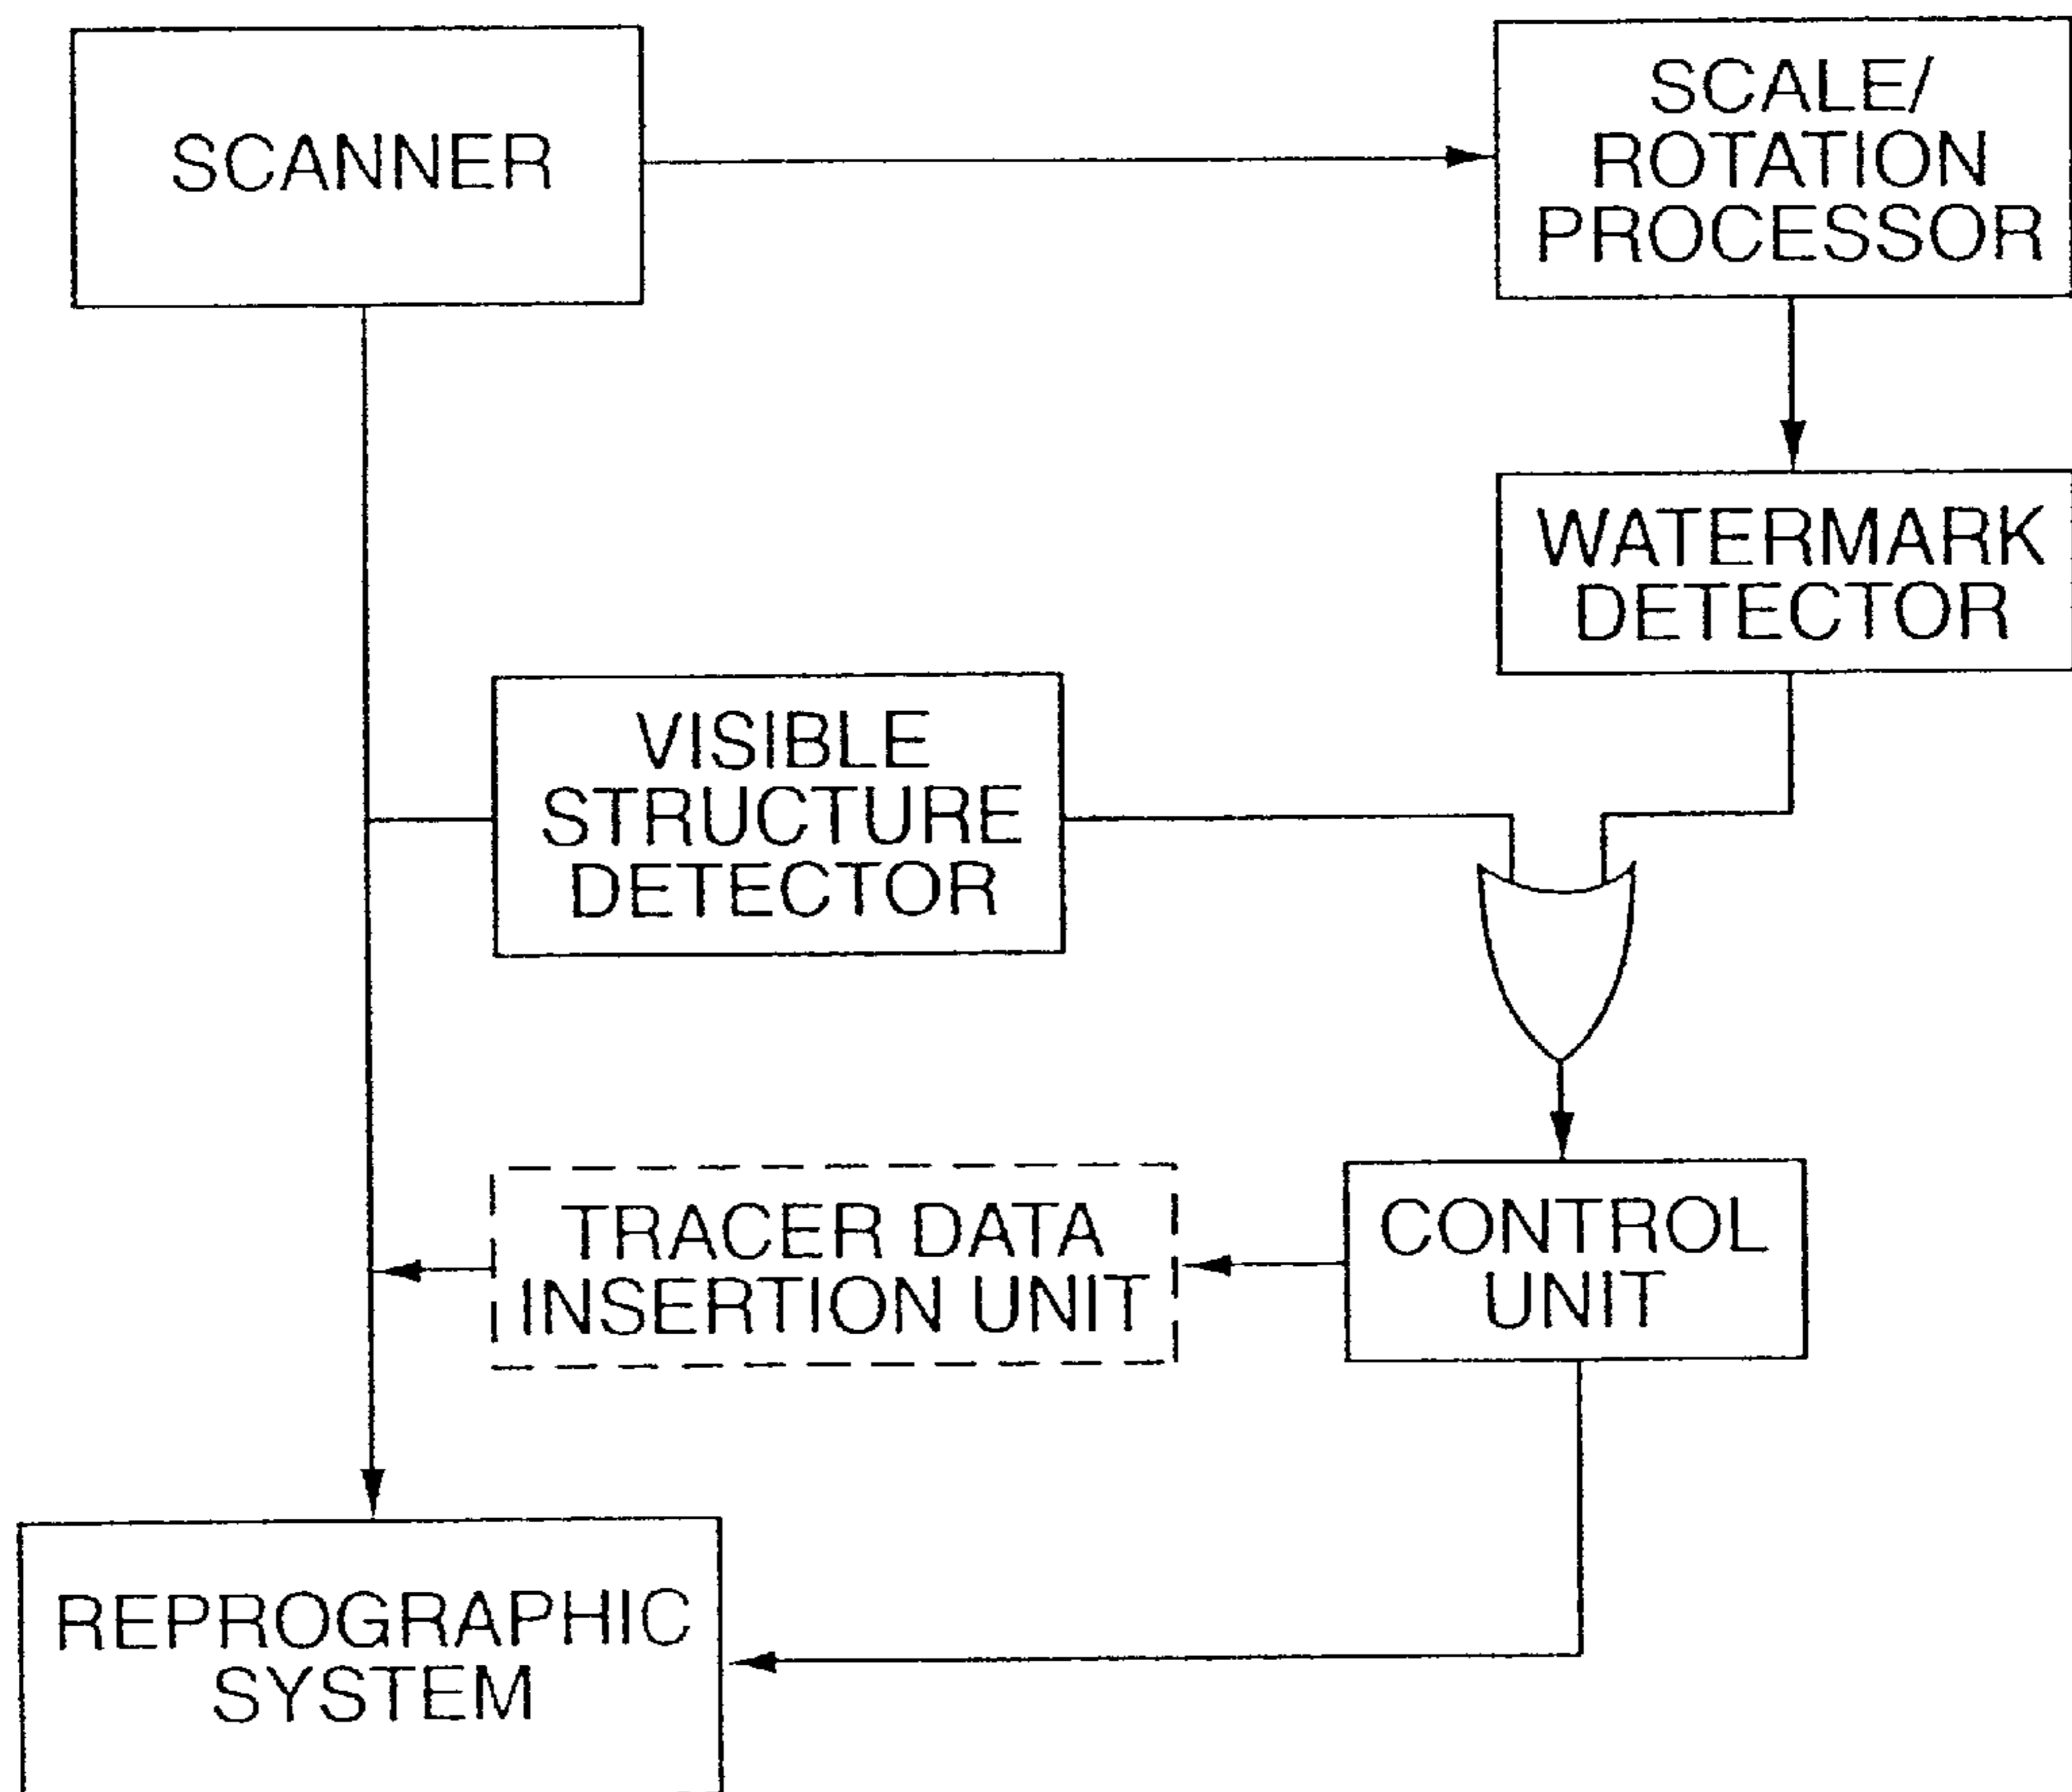 SCANNER
SCALE/
ROTATION
PROCESSOR
WATERMARK
DETECTOR
VISIBLE
STRUCTURE
DETECTOR
TRACER DATA
INSERTION UNIT
CONTROL
UNIT
REPROGRAPHIC
SYSTEM